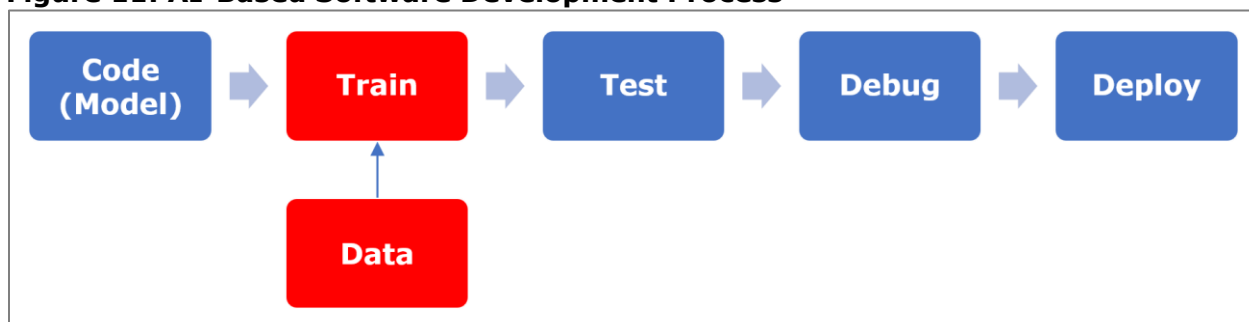 Code
(Model)
Train
Test
Debug
Deploy
Data